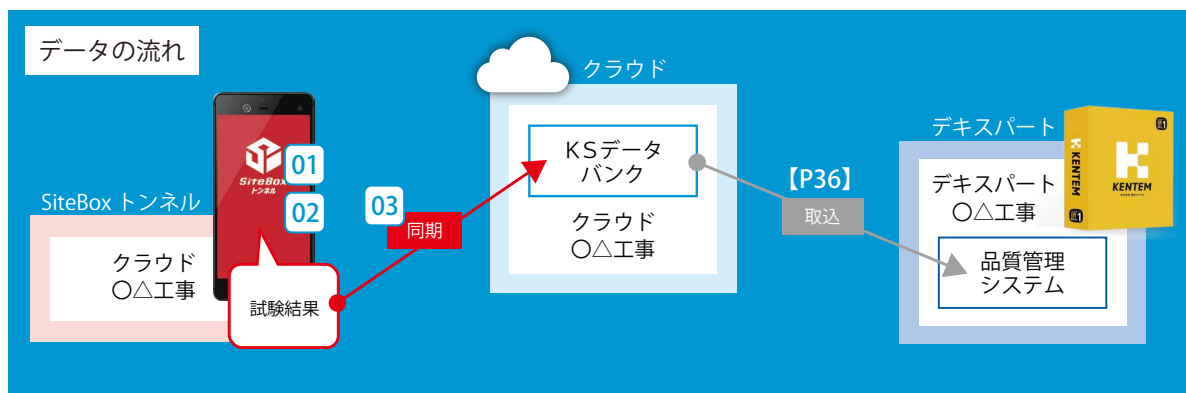 データの流れ
SiteBox トンネル
クラウド
〇△工事
SiteBox
トンネル
01
02
試験結果
03
同期
クラウド
KSデータ
バンク
クラウド
〇△工事
【P36】
取込
デキスパート
デキスパート
〇△工事
品質管理
システム
KENTEM
KENTEM